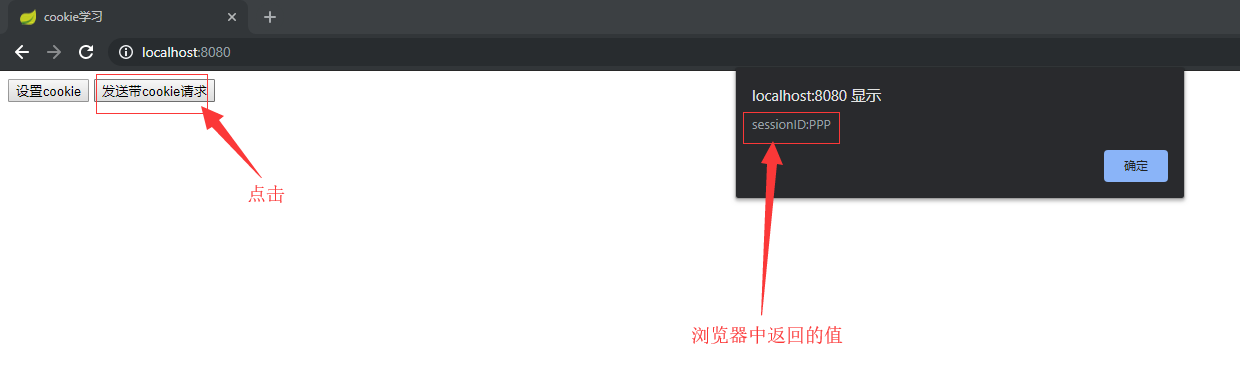 cookie学习
localhost:8080
设置cookie
发送带cookie请求
localhost:8080 显示
sessionID:PPP
确定
点击
浏览器中返回的值